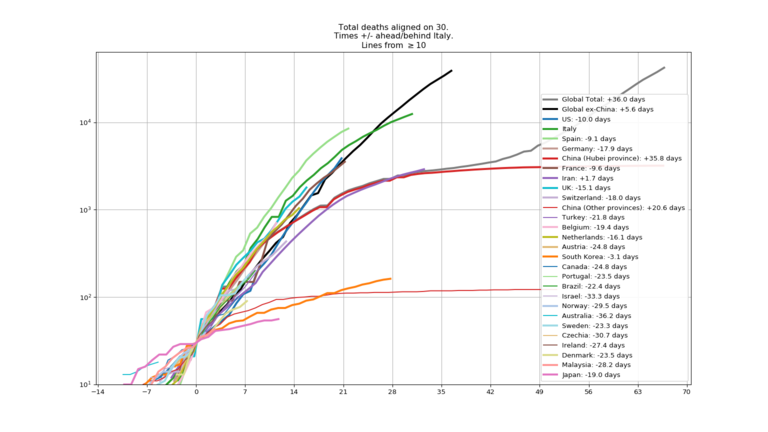 Total deaths aligned on 30.
Times +/- ahead/behind Italy.
Lines from ≥ 10
10⁴
10³
10²
10¹
−14 −7 0 7 14 21 28 35 42 49 56 63 70
Global Total: +36.0 days
Global ex-China: +5.6 days
US: -10.0 days
Italy
Spain: -9.1 days
Germany: -17.9 days
China (Hubei province): +35.8 days
France: -9.6 days
Iran: +1.7 days
UK: -15.1 days
Switzerland: -18.0 days
China (Other provinces): +20.6 days
Turkey: -21.8 days
Belgium: -19.4 days
Netherlands: -16.1 days
Austria: -24.8 days
South Korea: -3.1 days
Canada: -24.8 days
Portugal: -23.5 days
Brazil: -22.4 days
Israel: -33.3 days
Norway: -29.5 days
Australia: -36.2 days
Sweden: -23.3 days
Czechia: -30.7 days
Ireland: -27.4 days
Denmark: -23.5 days
Malaysia: -28.2 days
Japan: -19.0 days